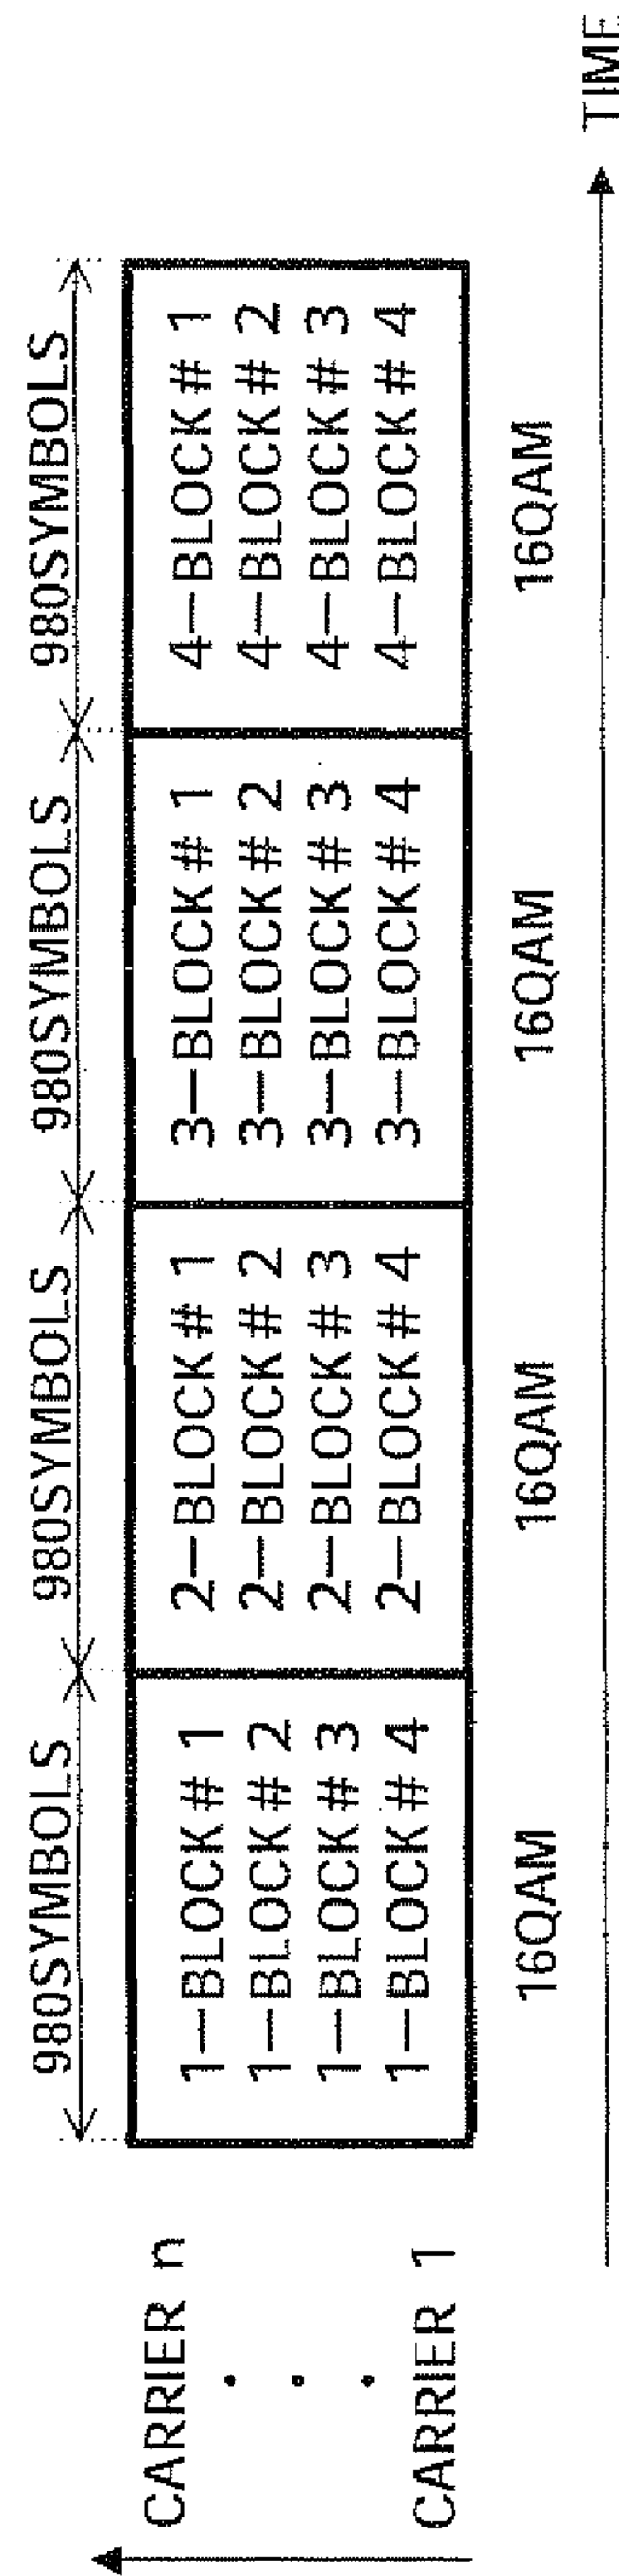 980SYMBOLS 980SYMBOLS 980SYMBOLS 980SYMBOLS
CARRIER n
CARRIER 1
1—BLOCK# 1
1—BLOCK# 2
1—BLOCK# 3
1—BLOCK# 4
2—BLOCK# 1
2—BLOCK# 2
2—BLOCK# 3
2—BLOCK# 4
3—BLOCK# 1
3—BLOCK# 2
3—BLOCK# 3
3—BLOCK# 4
4—BLOCK# 1
4—BLOCK# 2
4—BLOCK# 3
4—BLOCK# 4
16QAM 16QAM 16QAM 16QAM
TIME